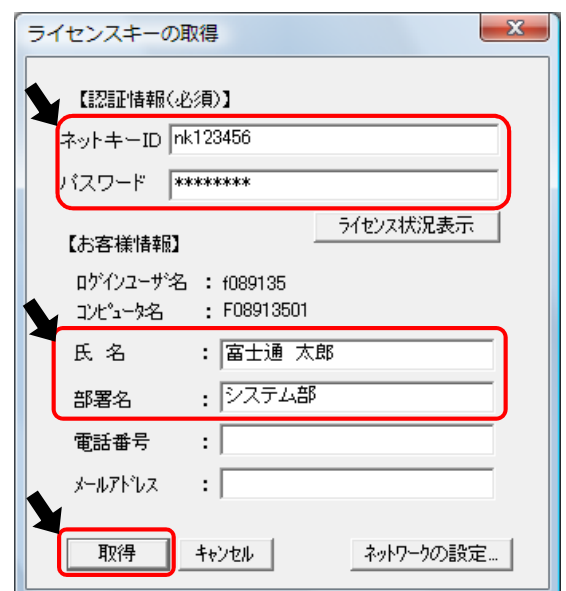 ライセンスキーの取得
【認証情報(必須)】
ネットキーID nk123456
パスワード ********
ライセンス状況表示
【お客様情報】
ログインユーザ名 : f089135
コンピュータ名 : F08913501
氏 名 : 富士通 太郎
部署名 : システム部
電話番号 :
メールアドレス :
取得 キャンセル ネットワークの設定...